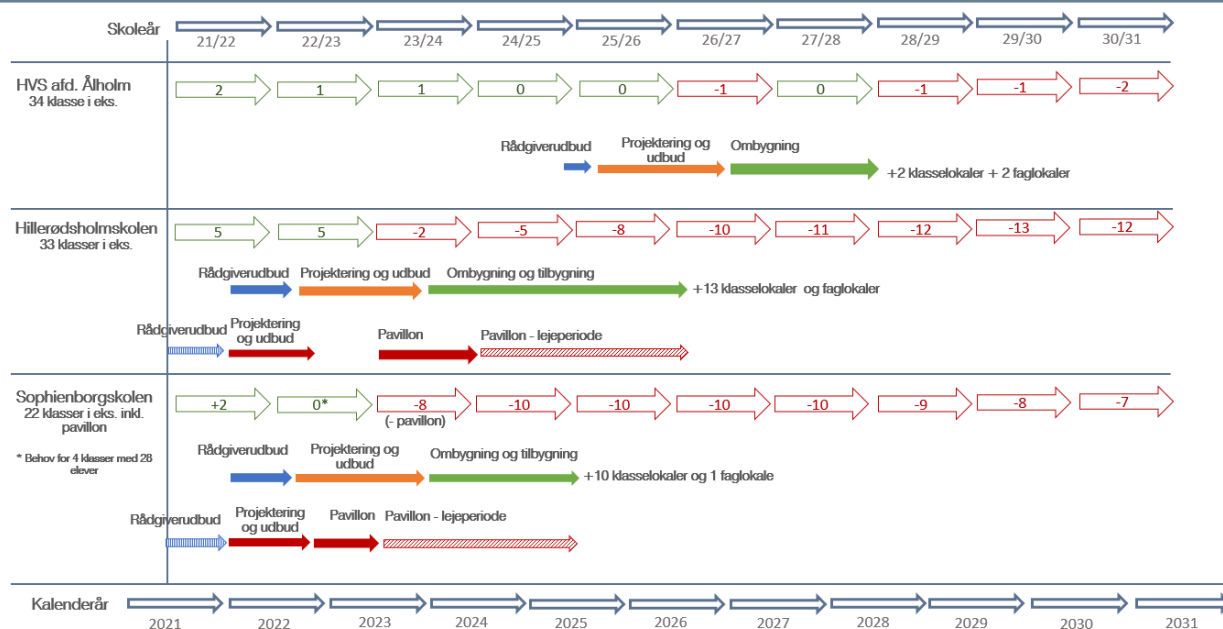 Skoleår
21/22 22/23 23/24 24/25 25/26 26/27 27/28 28/29 29/30 30/31
HVS afd. Ålholm
34 klasse i eks.
2 1 1 0 0 -1 0 -1 -1 -2
Rådgiverudbud
Projektering og
udbud
Ombygning
+2 klasselokaler + 2 faglokaler
Hillerødsholmskolen
33 klasser i eks.
5 5 -2 -5 -8 -10 -11 -12 -13 -12
Rådgiverudbud
Projektering og udbud
Ombygning og tilbygning
+13 klasselokaler og faglokaler
Rådgiverudbud
Projektering
og udbud
Pavillon
Pavillon - lejeperiode
Sophienborgskolen
22 klasser i eks. inkl.
pavillon
+2 0* -8 -10 -10 -10 -10 -9 -8 -7
(- pavillon)
* Behov for 4 klasser med 28
elever
Rådgiverudbud
Projektering og
udbud
Ombygning og tilbygning
+10 klasselokaler og 1 faglokale
Rådgiverudbud
Projektering
og udbud
Pavillon
Pavillon - lejeperiode
Kalenderår
2021 2022 2023 2024 2025 2026 2027 2028 2029 2030 2031